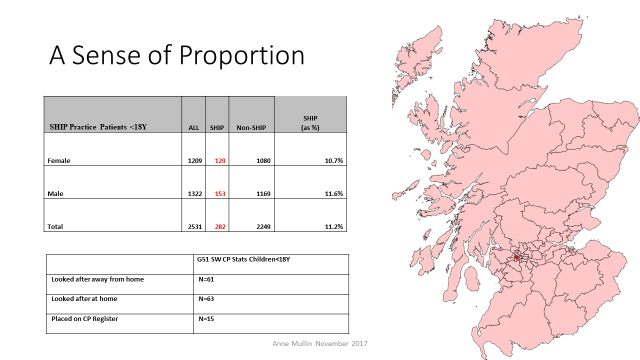 A Sense of Proportion
SHIP Practice Patients <18Y ALL SHIP Non-SHIP SHIP
(as %)
Female 1209 129 1080 10.7%
Male 1322 153 1169 11.6%
Total 2531 282 2249 11.2%
G51 SW CP Stats Children<18Y
Looked after away from home N=61
Looked after at home N=63
Placed on CP Register N=15
Anne Mullin November 2017